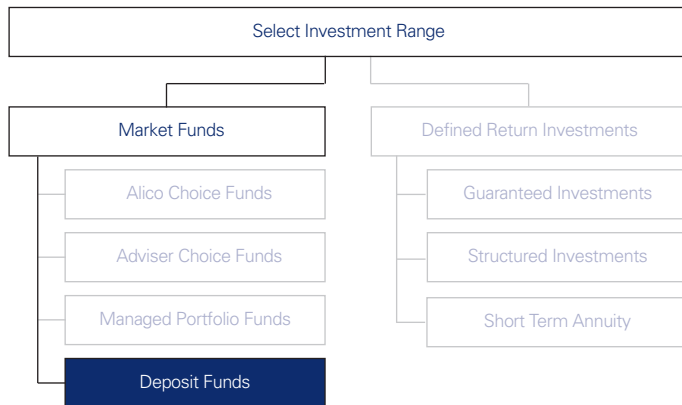 Select Investment Range
Market Funds
Alico Choice Funds
Adviser Choice Funds
Managed Portfolio Funds
Deposit Funds
Defined Return Investments
Guaranteed Investments
Structured Investments
Short Term Annuity